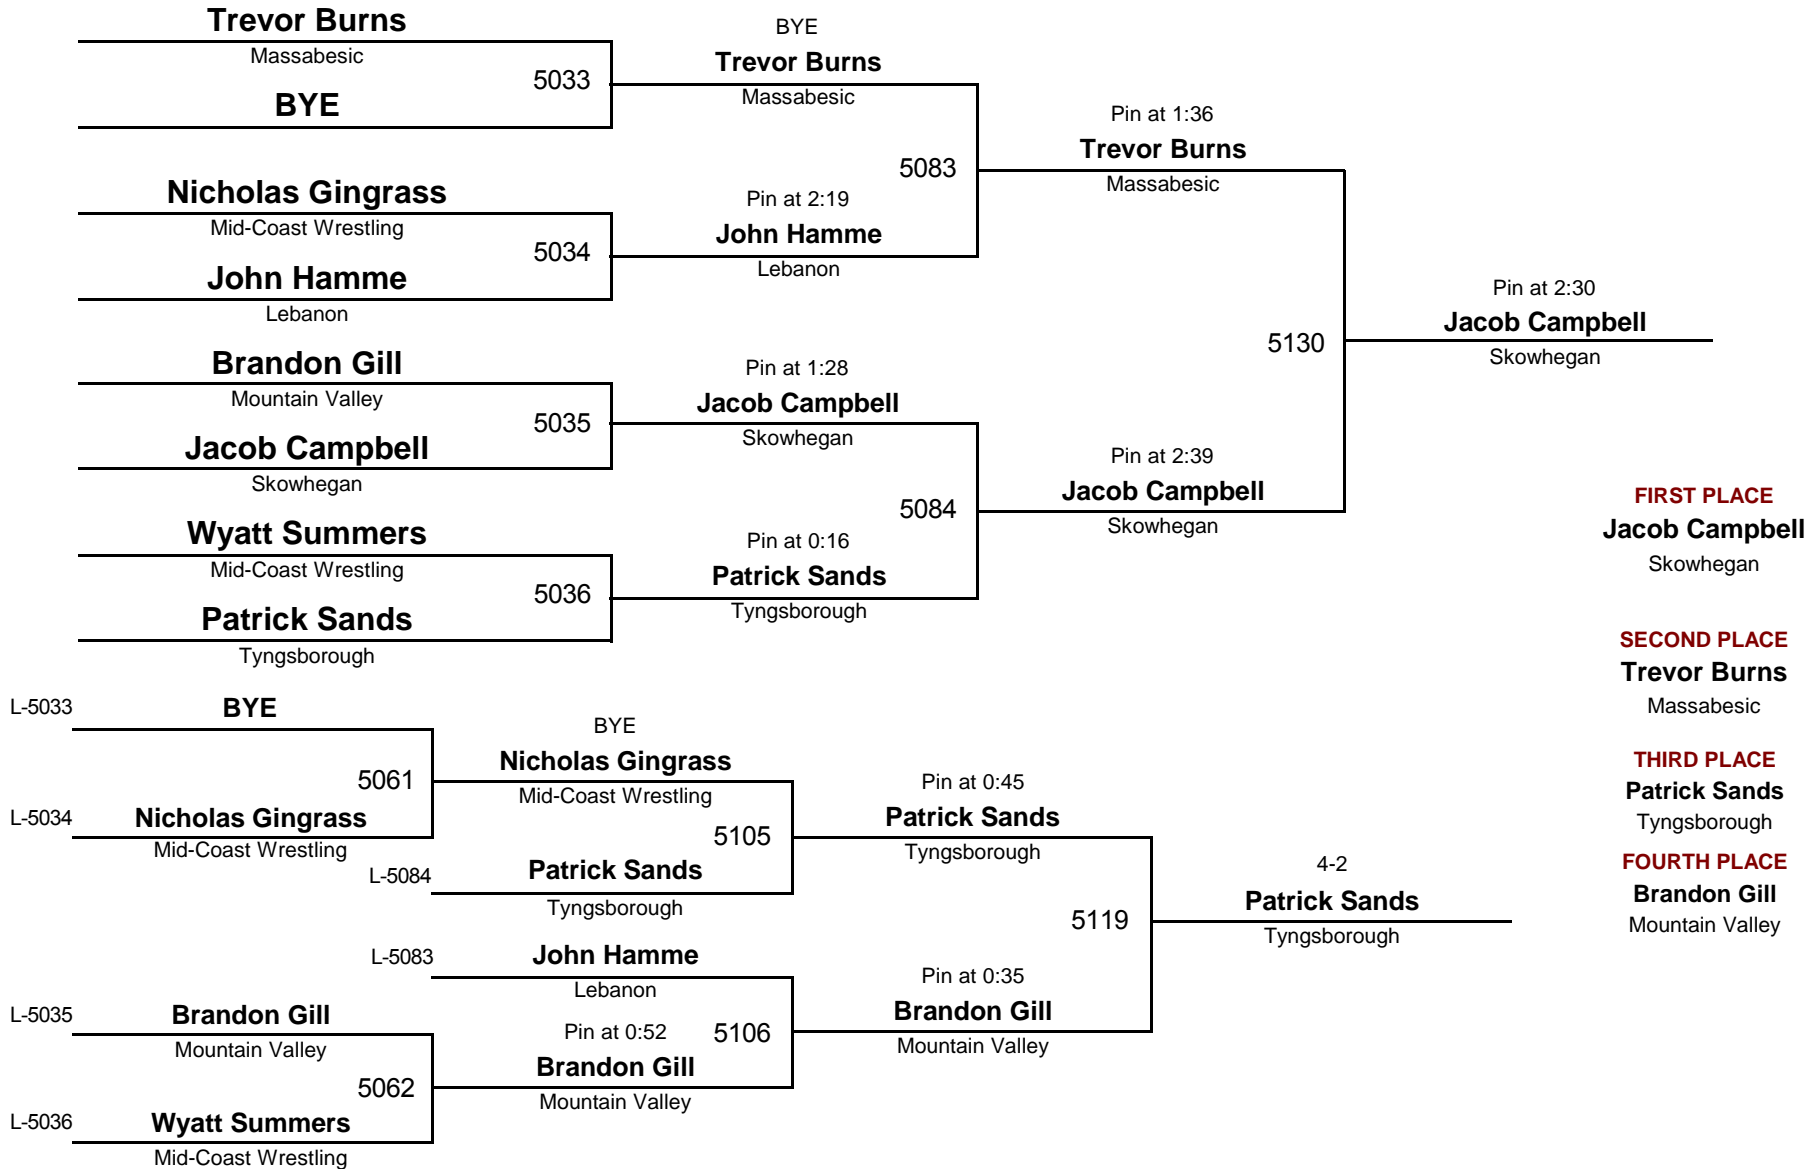 Trevor Burns
Massabesic
5033
BYE
Nicholas Gingrass
Mid-Coast Wrestling
5034
John Hamme
Lebanon
Brandon Gill
Mountain Valley
5035
Jacob Campbell
Skowhegan
Wyatt Summers
Mid-Coast Wrestling
5036
Patrick Sands
Tyngsborough
BYE
Trevor Burns
Massabesic
5083
Pin at 2:19
John Hamme
Lebanon
Pin at 1:28
Jacob Campbell
Skowhegan
5084
Pin at 0:16
Patrick Sands
Tyngsborough
Pin at 1:36
Trevor Burns
Massabesic
5130
Pin at 2:39
Jacob Campbell
Skowhegan
Pin at 2:30
Jacob Campbell
Skowhegan
FIRST PLACE
Jacob Campbell
Skowhegan
SECOND PLACE
Trevor Burns
Massabesic
THIRD PLACE
Patrick Sands
Tyngsborough
FOURTH PLACE
Brandon Gill
Mountain Valley
L-5033
BYE
5061
L-5034
Nicholas Gingrass
Mid-Coast Wrestling
BYE
Nicholas Gingrass
Mid-Coast Wrestling
5105
L-5084
Patrick Sands
Tyngsborough
L-5083
John Hamme
Lebanon
5106
L-5035
Brandon Gill
Mountain Valley
5062
L-5036
Wyatt Summers
Mid-Coast Wrestling
Pin at 0:52
Brandon Gill
Mountain Valley
Pin at 0:45
Patrick Sands
Tyngsborough
5119
Pin at 0:35
Brandon Gill
Mountain Valley
4-2
Patrick Sands
Tyngsborough